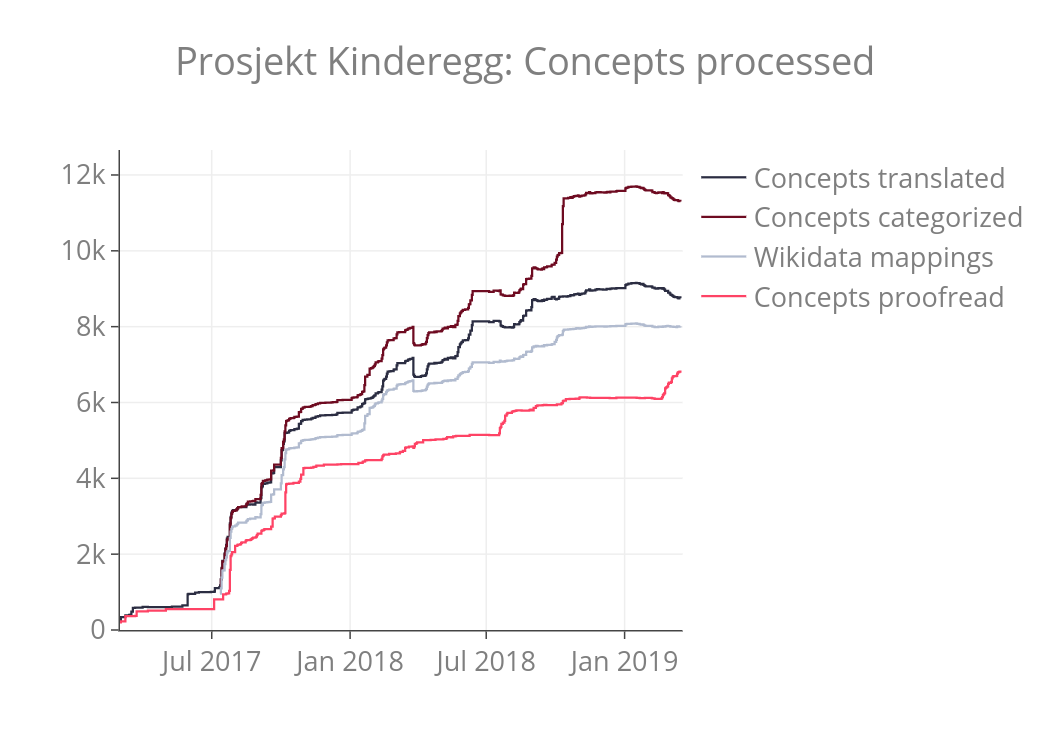 Prosjekt Kinderegg: Concepts processed
12k
10k
8k
6k
4k
2k
0
Jul 2017
Jan 2018
Jul 2018
Jan 2019
Concepts translated
Concepts categorized
Wikidata mappings
Concepts proofread